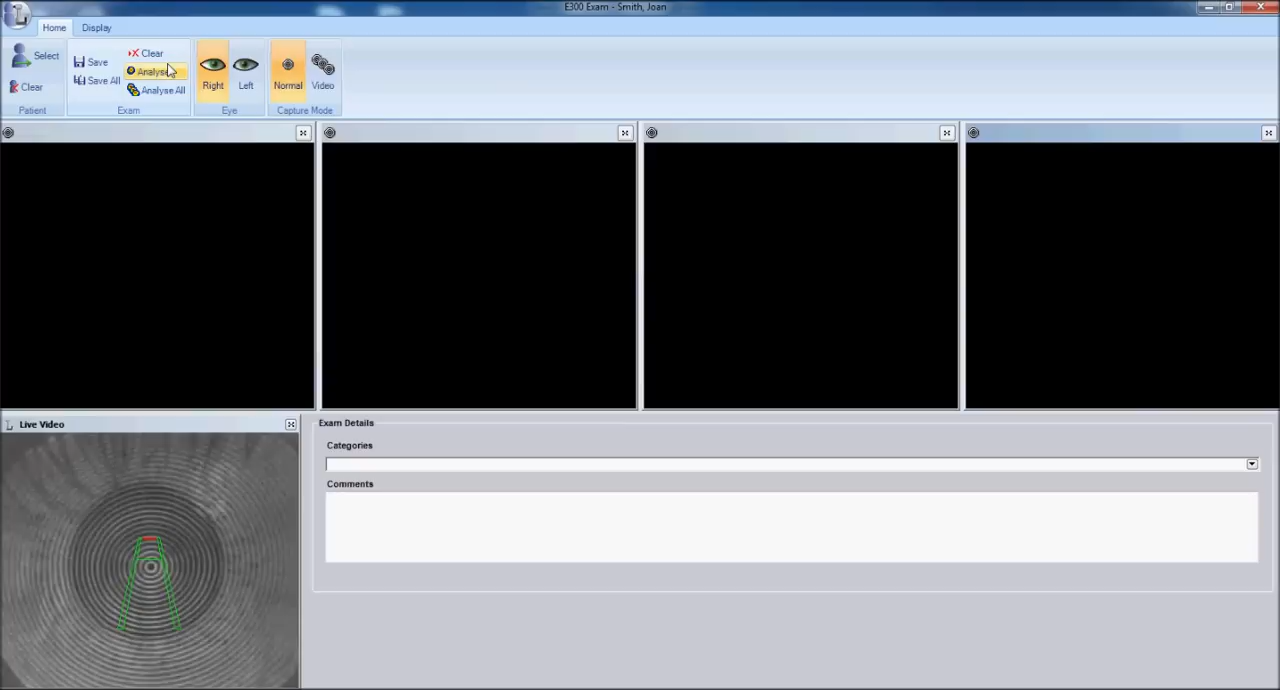 E300 Exam - Smith, Joan
Home Display
Select
Clear
Patient
Save
Save All
Clear
Analyse
Analyse All
Exam
Right Left
Eye
Normal Video
Capture Mode
Live Video
Exam Details
Categories
Comments